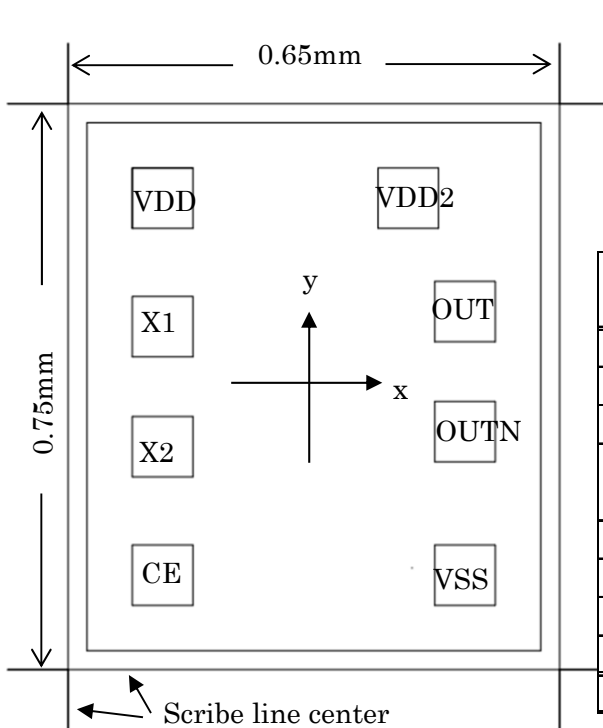 0.65mm
VDD VDD2
y
X1 OUT
x
0.75mm
X2 OUTN
CE VSS
Scribe line center